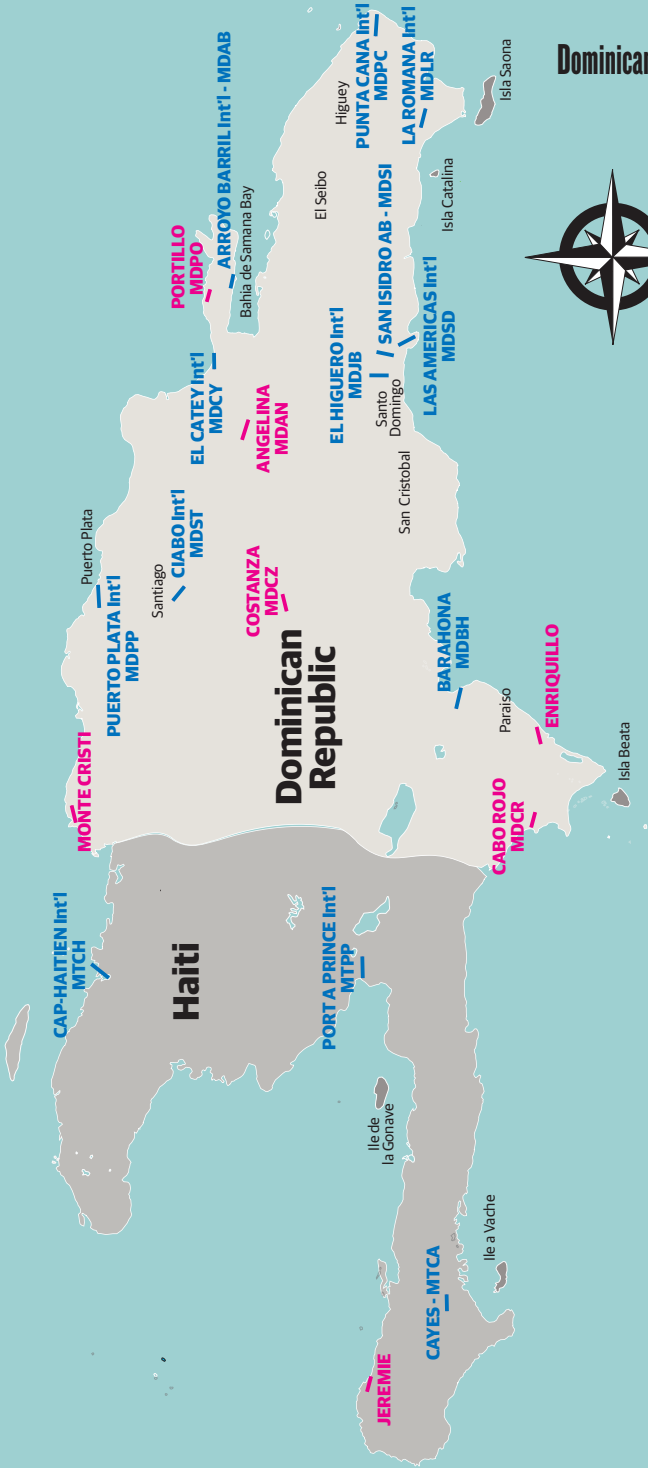 CAP-HAITIEN Int'l
MTCH
Haiti
PORT A PRINCE Int'l
MTPP
Ile de
la Gonave
JEREMIE
CAYES - MTCA
Ile a Vache
MONTE CRISTI
PUERTO PLATA Int'l
MDPP
Puerto Plata
Santiago
CIABO Int'l
MDST
COSTANZA
MDCZ
Dominican
Republic
EL CATEY Int'l
MDCY
ANGELINA
MDAN
PORTILLO
MDPO
ARROYO BARRIL Int'l - MDAB
Bahia de Samana Bay
El Seibo
Higuey
PUNTA CANA Int'l
MDPC
LA ROMANA Int'l
MDLR
Isla Saona
Isla Catalina
EL HIGUERO Int'l
MDJB
SAN ISIDRO AB - MDSI
LAS AMERICAS Int'l
MDSD
Santo
Domingo
San Cristobal
BARAHONA
MDBH
Paraiso
ENRIQUILLO
CABO ROJO
MDCR
Isla Beata